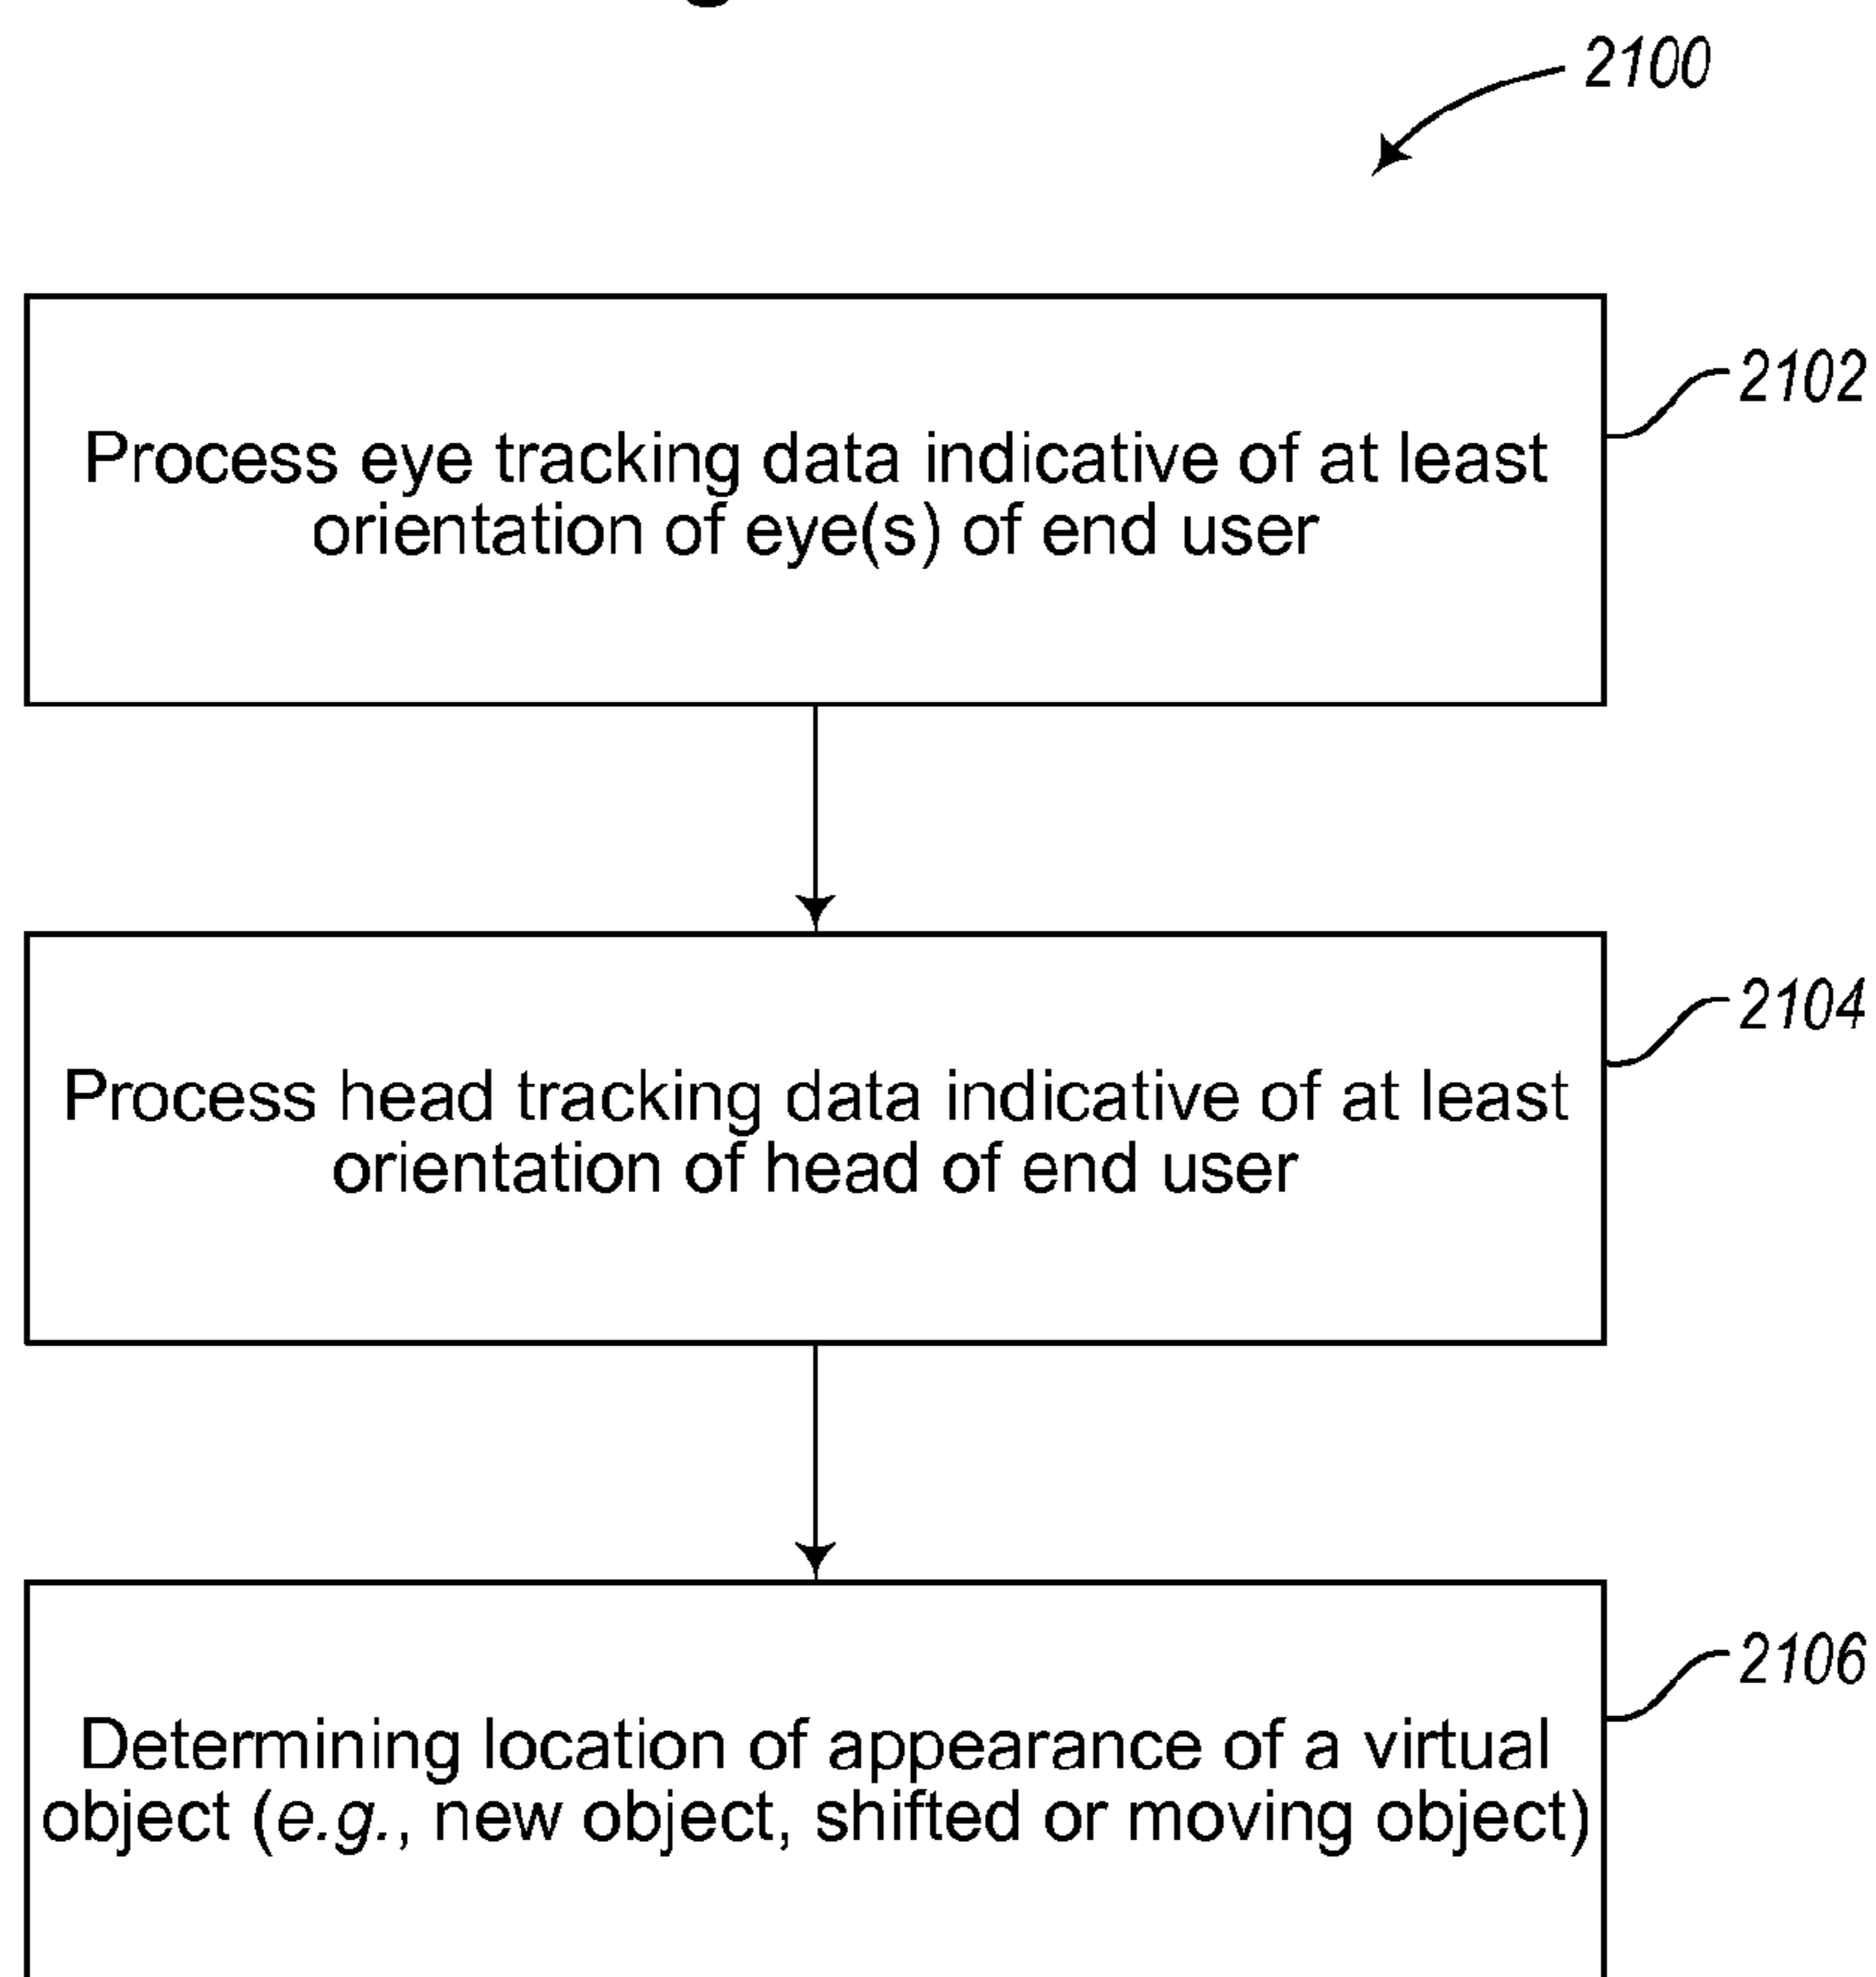 2100
Process eye tracking data indicative of at least
orientation of eye(s) of end user
2102
Process head tracking data indicative of at least
orientation of head of end user
2104
Determining location of appearance of a virtual
object (e.g., new object, shifted or moving object)
2106